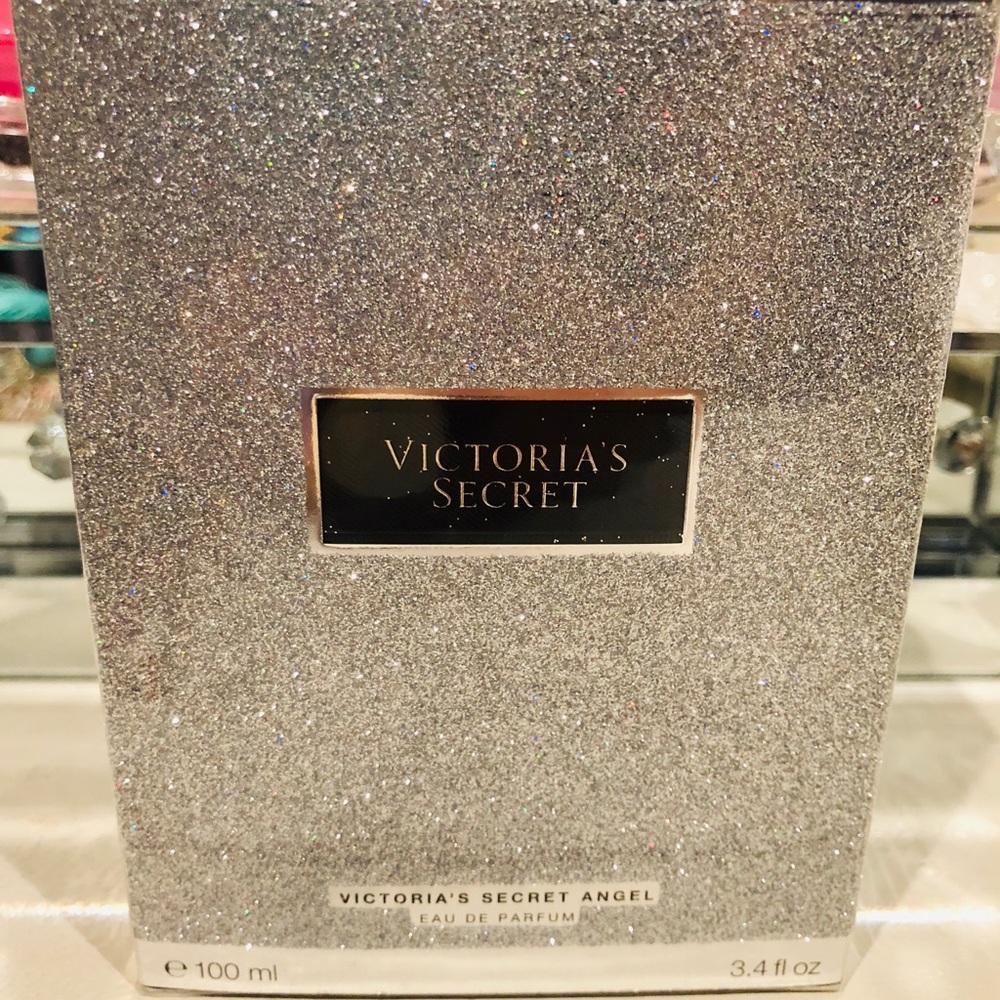 VICTORIA'S
SECRET
VICTORIA'S SECRET ANGEL
EAU DE PARFUM
℮ 100 ml 3.4 fl oz